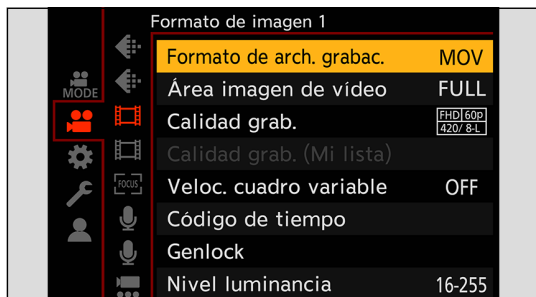 Formato de imagen 1
Formato de arch. grabac. MOV
MODE
Área imagen de vídeo FULL
Calidad grab. FHD 60p
420/ 8-L
Calidad grab. (Mi lista)
FOCUS
Veloc. cuadro variable OFF
Código de tiempo
Genlock
Nivel luminancia 16-255